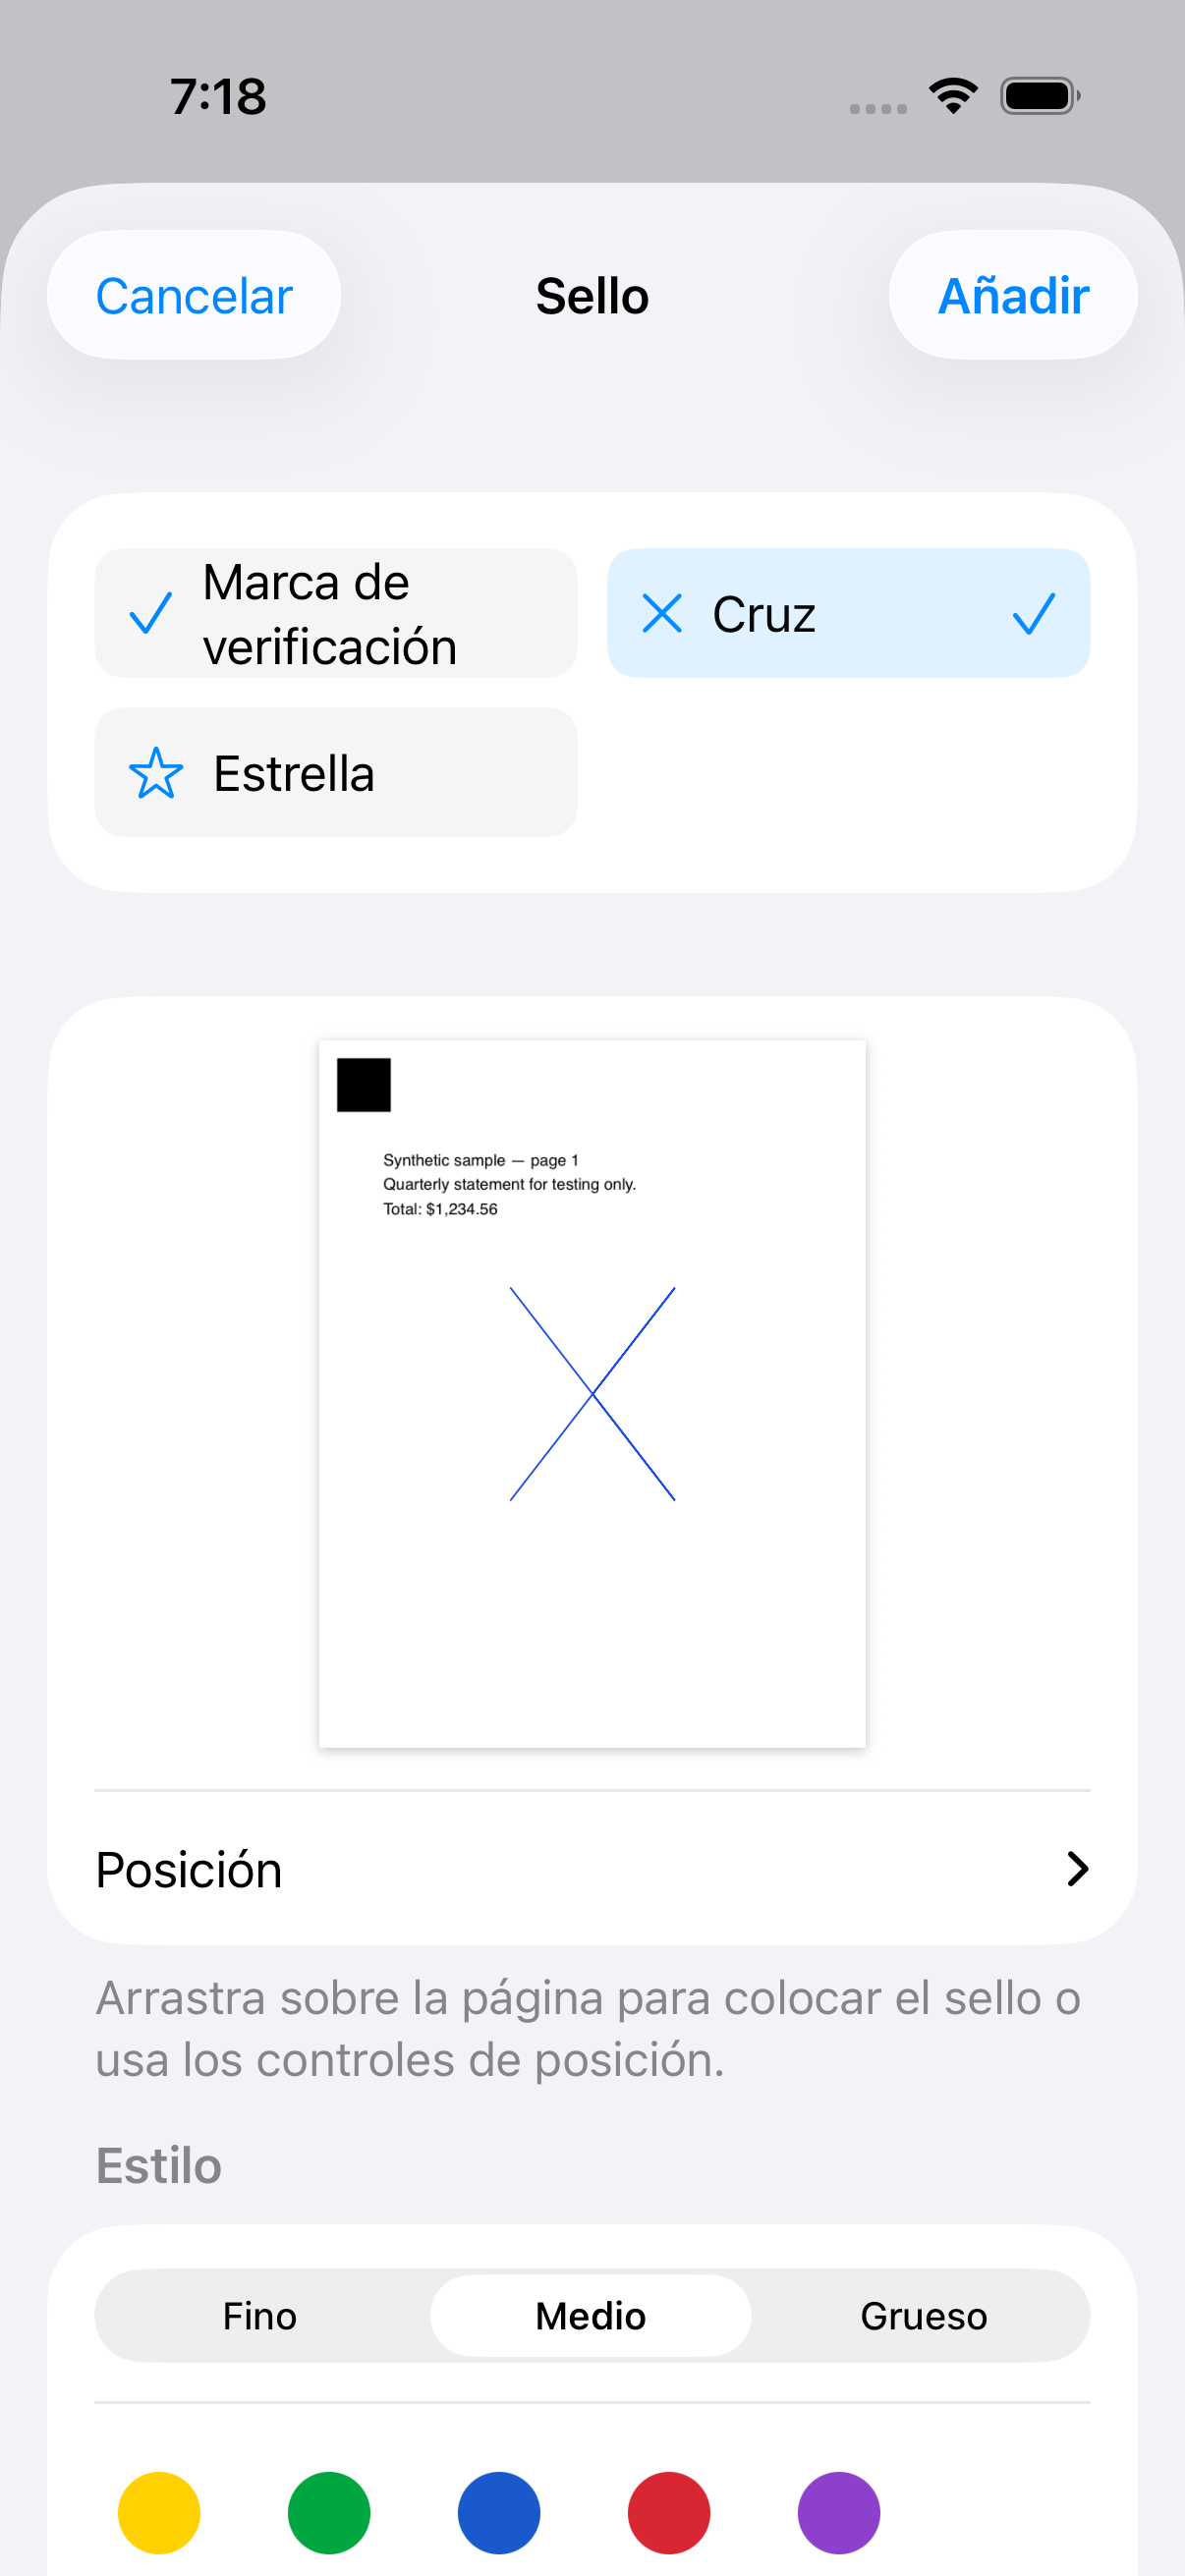 7:18
Cancelar
Sello
Añadir
Marca de
verificación
Cruz
Estrella
Synthetic sample — page 1
Quarterly statement for testing only.
Total: $1,234.56
Posición
Arrastra sobre la página para colocar el sello o
usa los controles de posición.
Estilo
Fino
Medio
Grueso